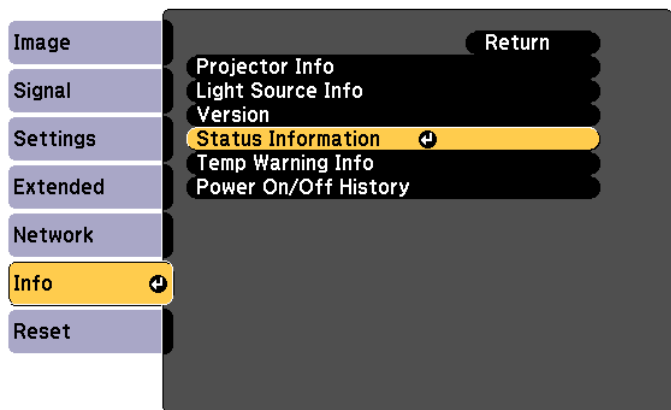 Image
Signal
Settings
Extended
Network
Info
Reset
Return
Projector Info
Light Source Info
Version
Status Information
Temp Warning Info
Power On/Off History